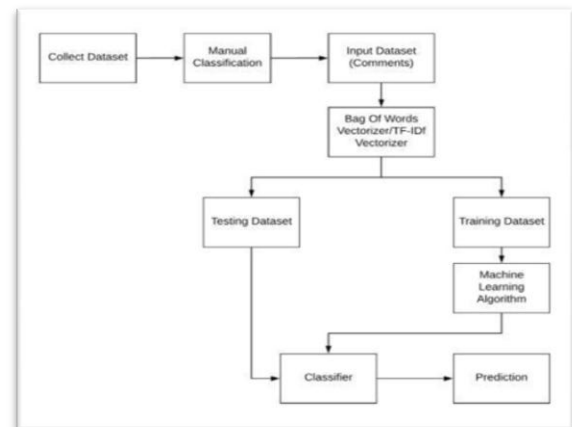 Collect Dataset
Manual
Classification
Input Dataset
(Comments)
Bag Of Words
Vectorizer/TF-IDf
Vectorizer
Testing Dataset
Training Dataset
Machine
Learning
Algorithm
Classifier
Prediction